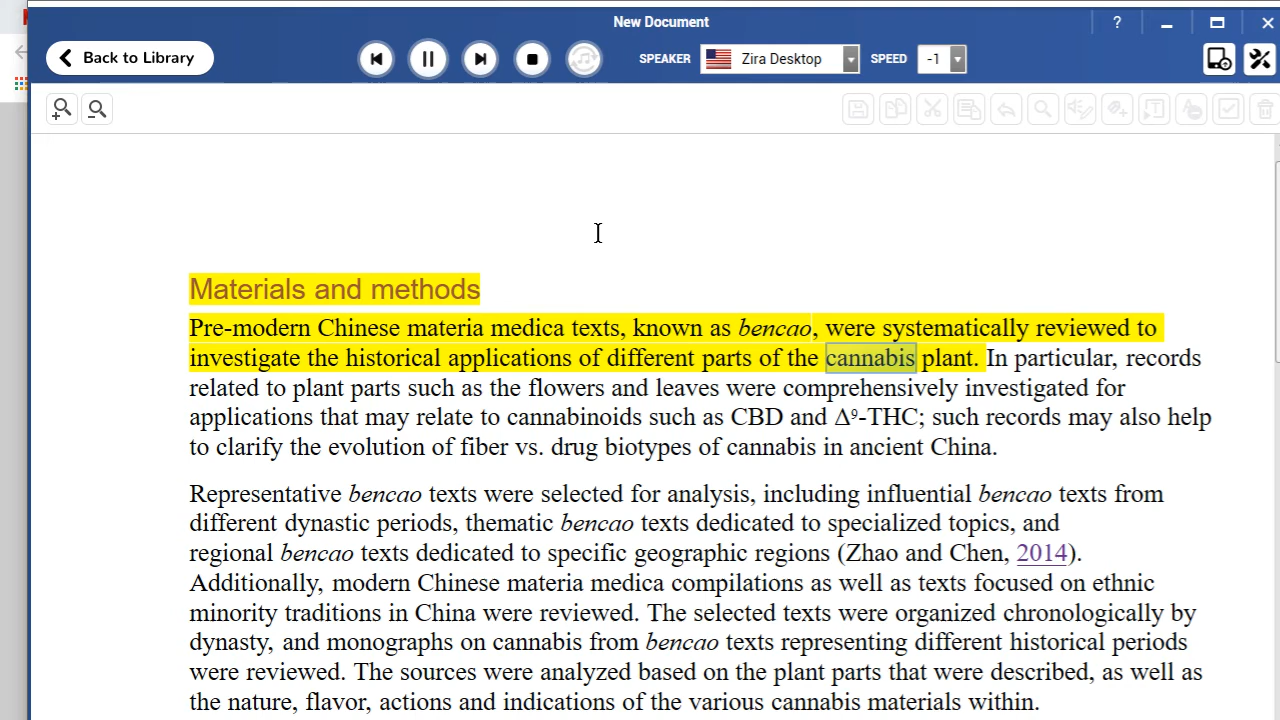 New Document
?
Back to Library
SPEAKER Zira Desktop SPEED -1
Materials and methods
Pre-modern Chinese materia medica texts, known as bencao, were systematically reviewed to
investigate the historical applications of different parts of the cannabis plant. In particular, records
related to plant parts such as the flowers and leaves were comprehensively investigated for
applications that may relate to cannabinoids such as CBD and Δ⁹-THC; such records may also help
to clarify the evolution of fiber vs. drug biotypes of cannabis in ancient China.
Representative bencao texts were selected for analysis, including influential bencao texts from
different dynastic periods, thematic bencao texts dedicated to specialized topics, and
regional bencao texts dedicated to specific geographic regions (Zhao and Chen, 2014).
Additionally, modern Chinese materia medica compilations as well as texts focused on ethnic
minority traditions in China were reviewed. The selected texts were organized chronologically by
dynasty, and monographs on cannabis from bencao texts representing different historical periods
were reviewed. The sources were analyzed based on the plant parts that were described, as well as
the nature, flavor, actions and indications of the various cannabis materials within.